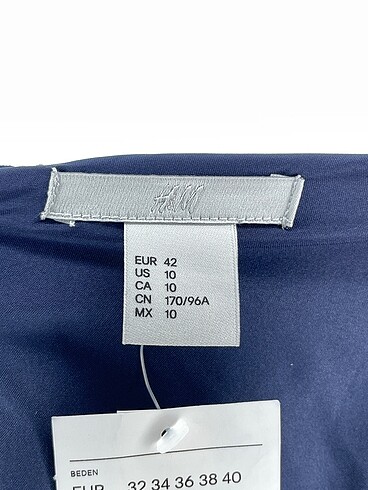 H&M
EUR 42
US 10
CA 10
CN 170/96A
MX 10
BEDEN
EUR 32 34 36 38 40